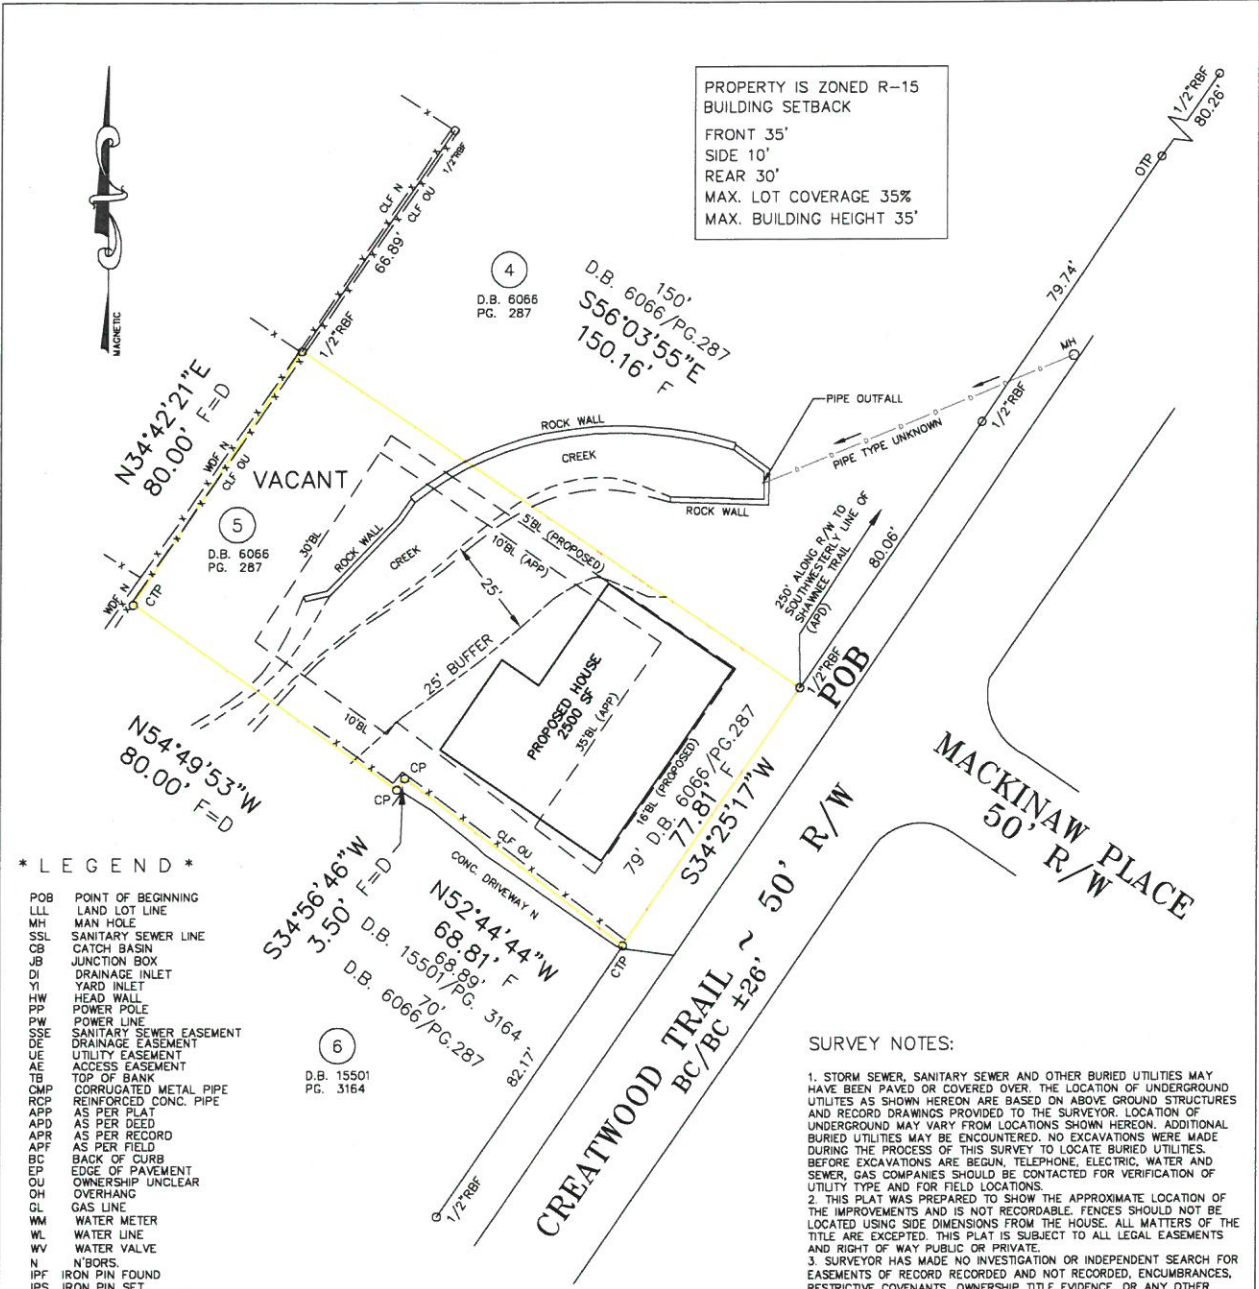 PROPERTY IS ZONED R-15
BUILDING SETBACK
FRONT 35'
SIDE 10'
REAR 30'
MAX. LOT COVERAGE 35%
MAX. BUILDING HEIGHT 35'
MAGNETIC
1/2"RBF
80.26'
OTP
79.74'
MH
1/2"RBF
CLF N
CLF OU
66.89'
1/2"RBF
4
D.B. 6066
PG. 287
150'
D.B. 6066/PG.287
S56°03'55"E
150.16' F
N34°42'21"E
80.00' F=D
WDF N
CLF OU
VACANT
5
D.B. 6066
PG. 287
WDF N
CTP
30'BL
ROCK WALL
CREEK
ROCK WALL
CREEK
ROCK WALL
PIPE OUTFALL
PIPE TYPE UNKNOWN
1/2"RBF
5'BL (PROPOSED)
10'BL (APP)
25'
25' BUFFER
10'BL
PROPOSED HOUSE
2500 SF
35'BL (APP)
16'BL (PROPOSED)
250' ALONG R/W TO
SOUTHWESTERLY LINE OF
SHAWNEE TRAIL
(APD)
80.06'
1/2"RBF
POB
79' D.B. 6066/PG.287
77.81' F
S34°25'17"W
N54°49'53"W
80.00' F=D
CP
CP
CLF OU
CONC. DRIVEWAY N
S34°56'46"W
3.50' F=D
N52°44'44"W
68.81' F
68.89'
D.B. 15501/PG. 3164
70'
D.B. 6066/PG.287
CTP
82.17'
1/2"RBF
6
D.B. 15501
PG. 3164
MACKINAW PLACE
50' R/W
CREATWOOD TRAIL ~ 50' R/W
BC/BC ±26'
*LEGEND*
POB POINT OF BEGINNING
LLL LAND LOT LINE
MH MAN HOLE
SSL SANITARY SEWER LINE
CB CATCH BASIN
JB JUNCTION BOX
DI DRAINAGE INLET
YI YARD INLET
HW HEAD WALL
PP POWER POLE
PW POWER LINE
SSE SANITARY SEWER EASEMENT
DE DRAINAGE EASEMENT
UE UTILITY EASEMENT
AE ACCESS EASEMENT
TB TOP OF BANK
CMP CORRUGATED METAL PIPE
RCP REINFORCED CONC. PIPE
APP AS PER PLAT
APD AS PER DEED
APR AS PER RECORD
APF AS PER FIELD
BC BACK OF CURB
EP EDGE OF PAVEMENT
OU OWNERSHIP UNCLEAR
OH OVERHANG
GL GAS LINE
WM WATER METER
WL WATER LINE
WV WATER VALVE
N N'BORS.
IPF IRON PIN FOUND
IPS IRON PIN SET
SURVEY NOTES:
1. STORM SEWER, SANITARY SEWER AND OTHER BURIED UTILITIES MAY
HAVE BEEN PAVED OR COVERED OVER. THE LOCATION OF UNDERGROUND
UTILITES AS SHOWN HEREON ARE BASED ON ABOVE GROUND STRUCTURES
AND RECORD DRAWINGS PROVIDED TO THE SURVEYOR. LOCATION OF
UNDERGROUND MAY VARY FROM LOCATIONS SHOWN HEREON. ADDITIONAL
BURIED UTILITIES MAY BE ENCOUNTERED. NO EXCAVATIONS WERE MADE
DURING THE PROCESS OF THIS SURVEY TO LOCATE BURIED UTILITIES.
BEFORE EXCAVATIONS ARE BEGUN, TELEPHONE, ELECTRIC, WATER AND
SEWER, GAS COMPANIES SHOULD BE CONTACTED FOR VERIFICATION OF
UTILITY TYPE AND FOR FIELD LOCATIONS.
2. THIS PLAT WAS PREPARED TO SHOW THE APPROXIMATE LOCATION OF
THE IMPROVEMENTS AND IS NOT RECORDABLE. FENCES SHOULD NOT BE
LOCATED USING SIDE DIMENSIONS FROM THE HOUSE. ALL MATTERS OF THE
TITLE ARE EXCEPTED. THIS PLAT IS SUBJECT TO ALL LEGAL EASEMENTS
AND RIGHT OF WAY PUBLIC OR PRIVATE.
3. SURVEYOR HAS MADE NO INVESTIGATION OR INDEPENDENT SEARCH FOR
EASEMENTS OF RECORD RECORDED AND NOT RECORDED, ENCUMBRANCES,
RESTRICTIVE COVENANTS, OWNERSHIP TITLE EVIDENCE, OR ANY OTHER